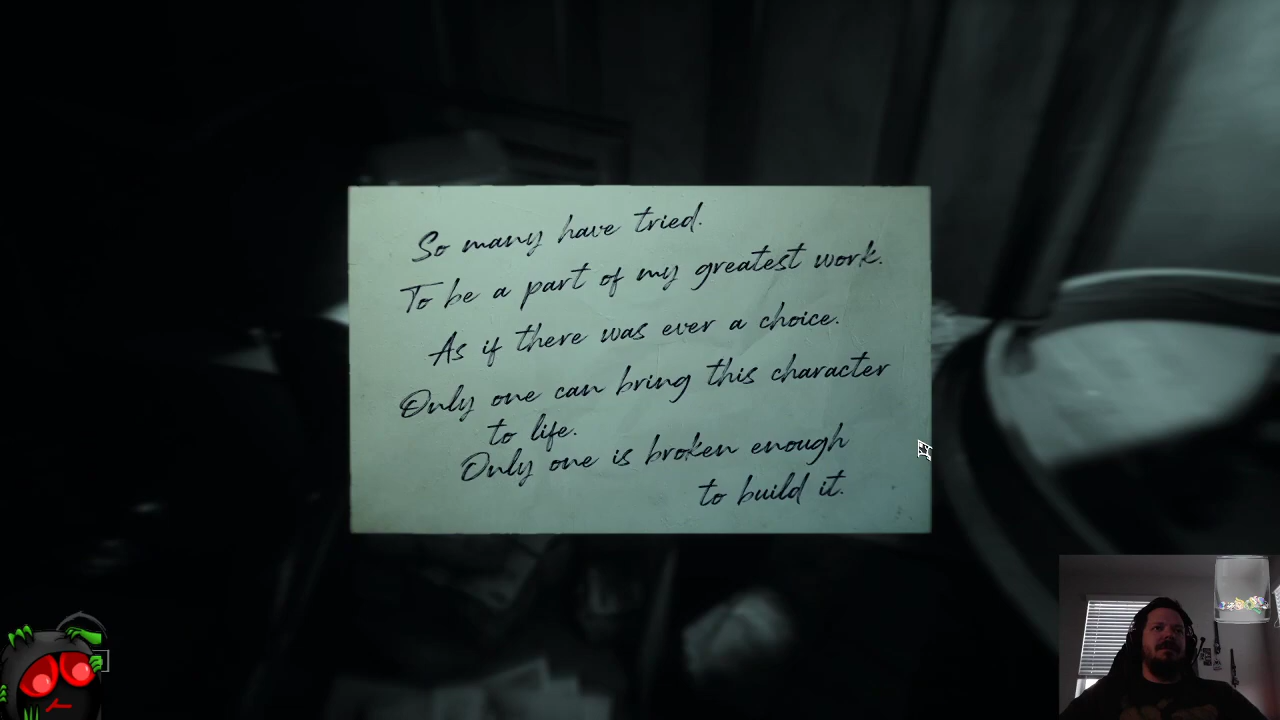 So many have tried.
To be a part of my greatest work.
As if there was ever a choice.
Only one can bring this character
to life.
Only one is broken enough
to build it.